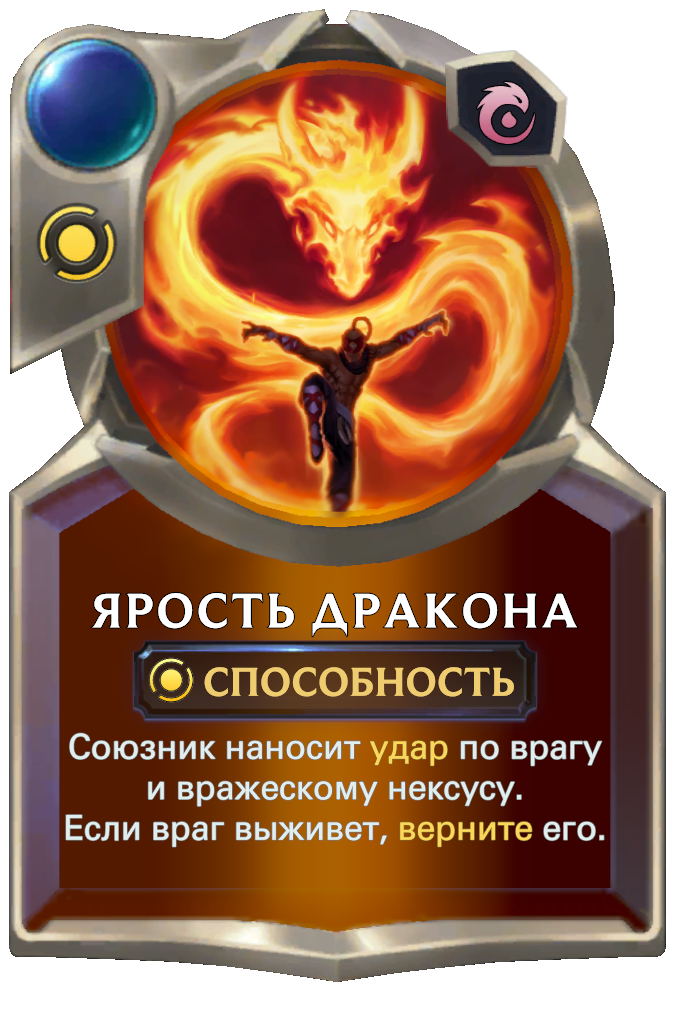 ЯРОСТЬ ДРАКОНА
СПОСОБНОСТЬ
Союзник наносит удар по врагу
и вражескому нексусу.
Если враг выживет, верните его.